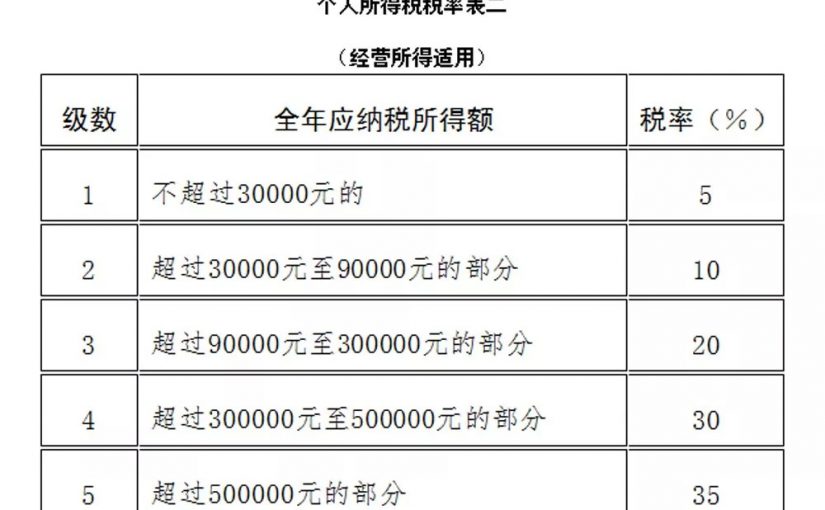 个人所得税税率表二
（经营所得适用）
级数 全年应纳税所得额 税率（%）
1 不超过30000元的 5
2 超过30000元至90000元的部分 10
3 超过90000元至300000元的部分 20
4 超过300000元至500000元的部分 30
5 超过500000元的部分 35